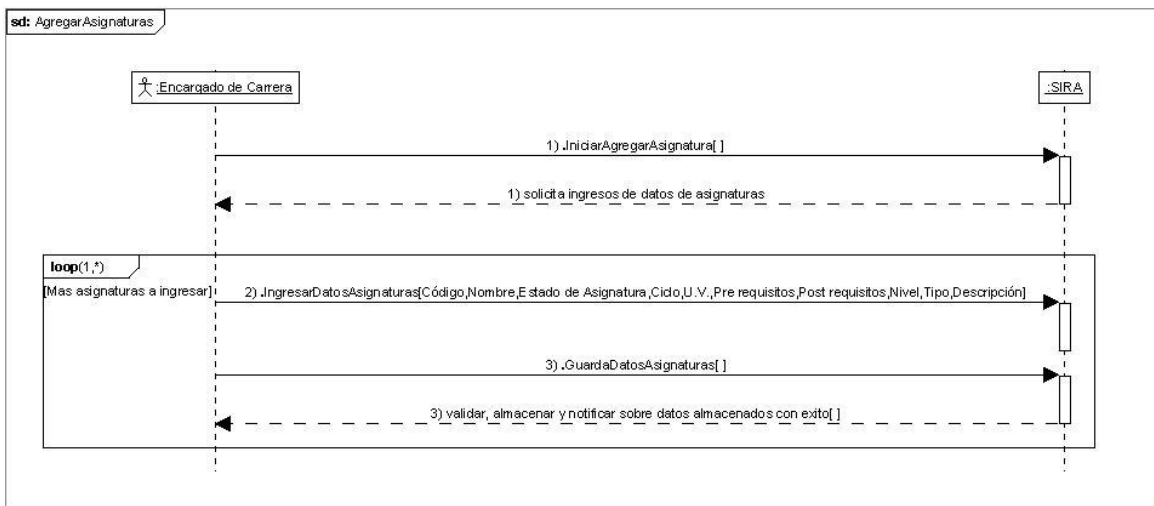 sd: AgregarAsignaturas
:Encargado de Carrera
:SIRA
1) .IniciarAgregarAsignatura[ ]
1) solicita ingresos de datos de asignaturas
loop(1,*)
[Mas asignaturas a ingresar]
2) .IngresarDatosAsignaturas[Código,Nombre,Estado de Asignatura,Ciclo,U.V.,Pre requisitos,Post requisitos,Nivel,Tipo,Descripción]
3) .GuardaDatosAsignaturas[ ]
3) validar, almacenar y notificar sobre datos almacenados con exito[ ]